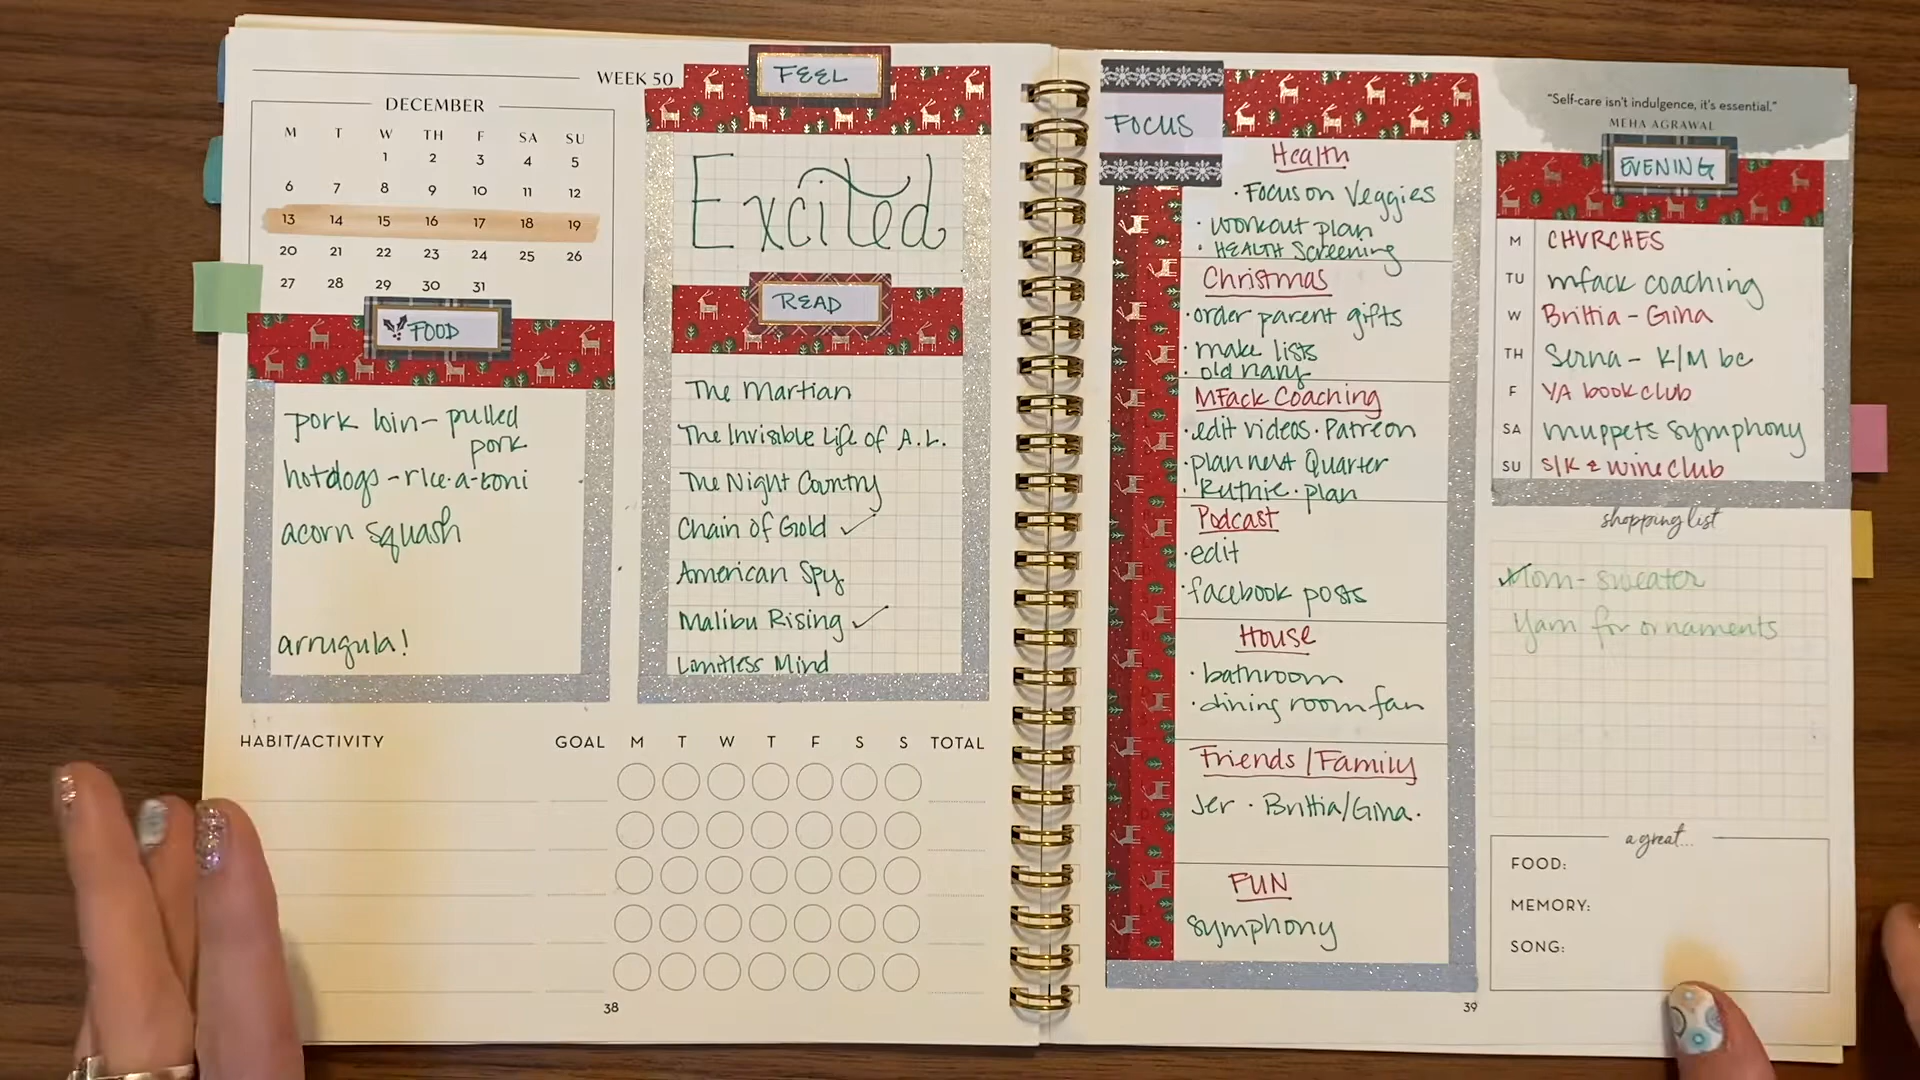 WEEK 50
DECEMBER
M T W TH F SA SU
1 2 3 4 5
6 7 8 9 10 11 12
13 14 15 16 17 18 19
20 21 22 23 24 25 26
27 28 29 30 31
FOOD
pork loin - pulled
pork
hotdogs - rice-a-roni
acorn squash
arrugula!
FEEL
Excited
READ
The Martian
The Invisible Life of A.L.
The Night Country
Chain of Gold ✓
American Spy
Malibu Rising ✓
Limitless Mind
HABIT/ACTIVITY GOAL M T W T F S S TOTAL
38
FOCUS
Health
· Focus on Veggies
· workout plan
· HEALTH Screening
Christmas
· order parent gifts
· make lists
· old navy
MFack Coaching
· edit videos · Patreon
· plan next Quarter
· Ruthie · plan
Podcast
· edit
· facebook posts
House
· bathroom
· dining room fan
Friends/Family
Jer · Brittia/Gina ·
FUN
symphony
39
"Self-care isn't indulgence, it's essential."
MEHA AGRAWAL
EVENING
M CHURCHES
TU mfack coaching
W Brittia - Gina
TH Serna - K/M bc
F YA book club
SA muppets symphony
SU S/K & wine club
shopping list
✓ Mom - sweater
Yarn for ornaments
a great...
FOOD:
MEMORY:
SONG: